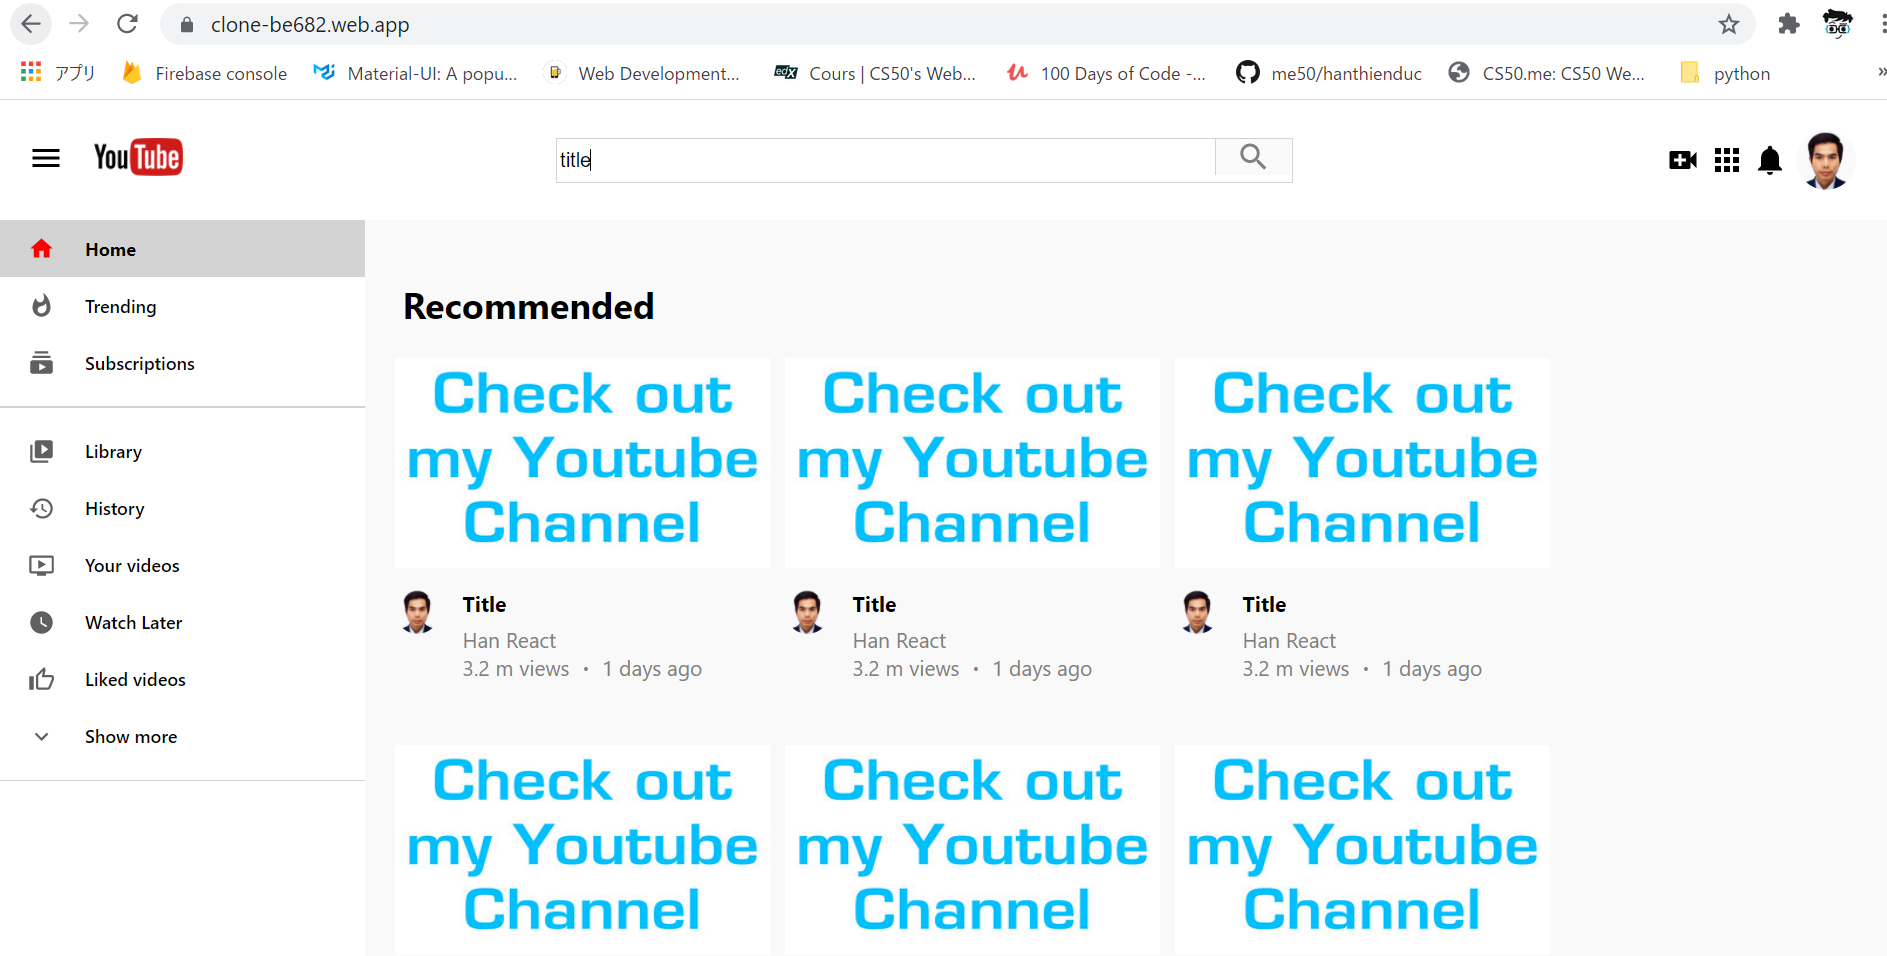 clone-be682.web.app
アプリ Firebase console Material-UI: A popu... Web Development... edX Cours | CS50's Web... 100 Days of Code -... me50/hanthienduc CS50.me: CS50 We... python »
YouTube title
Home
Trending
Subscriptions
Library
History
Your videos
Watch Later
Liked videos
Show more
Recommended
Check out my Youtube Channel
Title
Han React
3.2 m views • 1 days ago
Check out my Youtube Channel
Title
Han React
3.2 m views • 1 days ago
Check out my Youtube Channel
Title
Han React
3.2 m views • 1 days ago
Check out my Youtube Channel
Check out my Youtube Channel
Check out my Youtube Channel